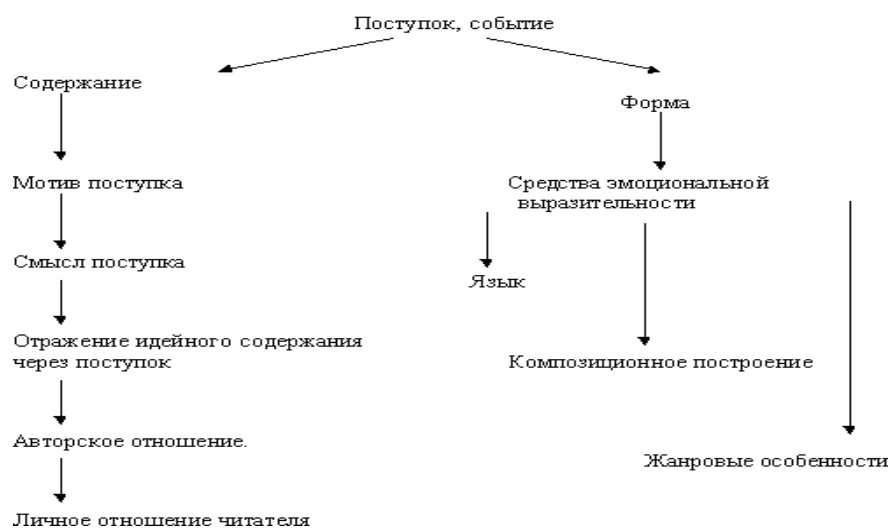 Поступок, событие
Содержание
Форма
Мотив поступка
Средства эмоциональной
выразительности
Смысл поступка
Язык
Отражение идейного содержания
через поступок
Композиционное построение
Авторское отношение.
Жанровые особенности
Личное отношение читателя